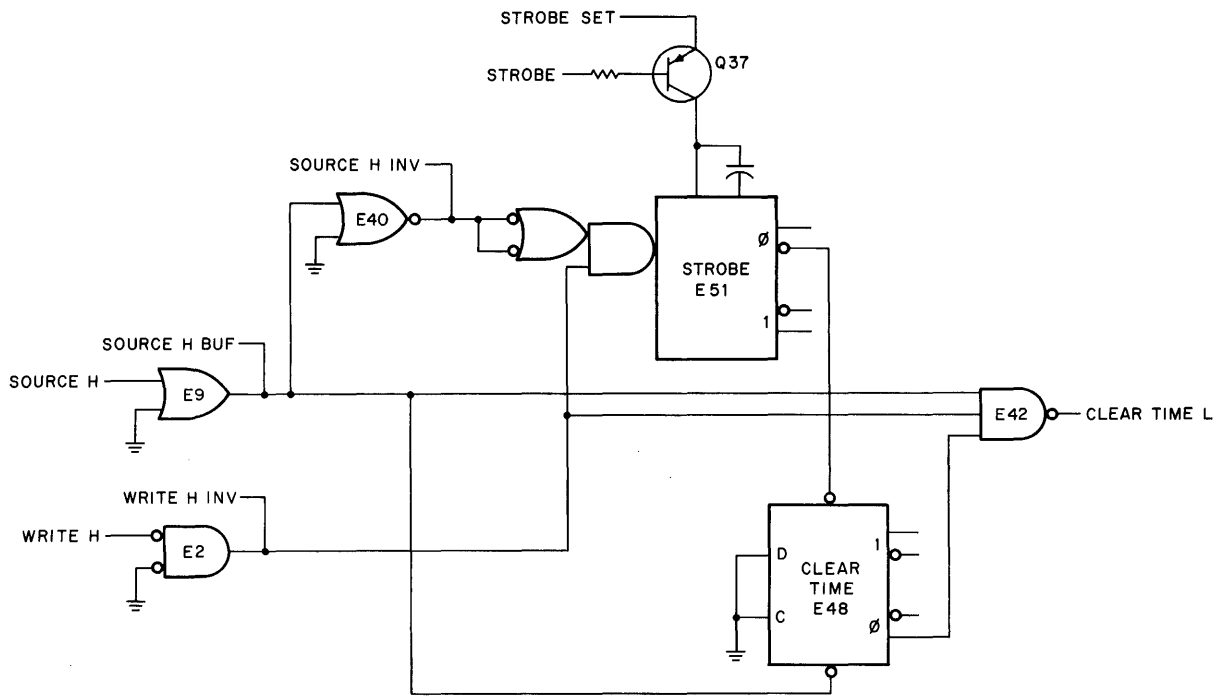 STROBE SET
Q37
STROBE
SOURCE H INV
E40
Ø
STROBE
E51
1
SOURCE H BUF
SOURCE H
E9
E42
CLEAR TIME L
WRITE H INV
WRITE H
E2
D
1
CLEAR
TIME
E48
C
Ø